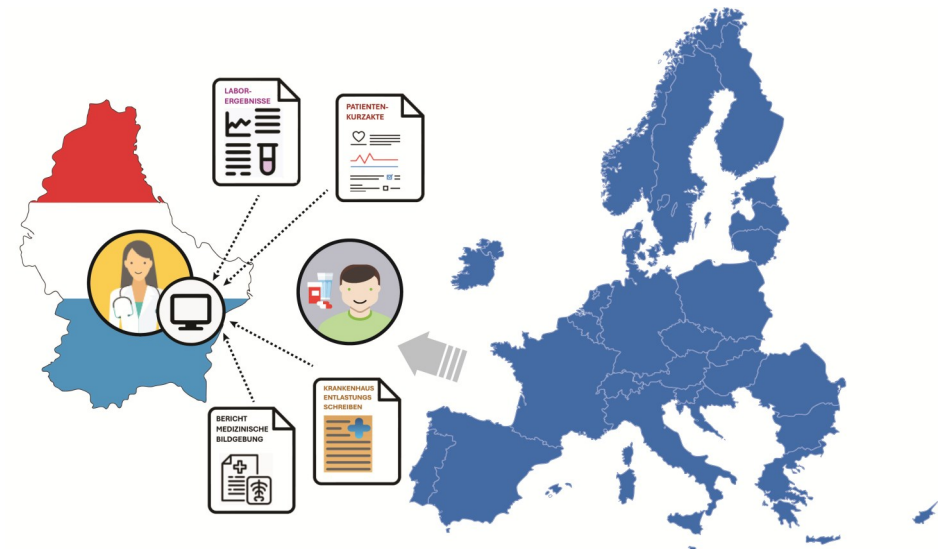 LABOR-
ERGEBNISSE
PATIENTEN-
KURZAKTE
KRANKENHAUS
ENTLASTUNGS
SCHREIBEN
BERICHT
MEDIZINISCHE
BILDGEBUNG